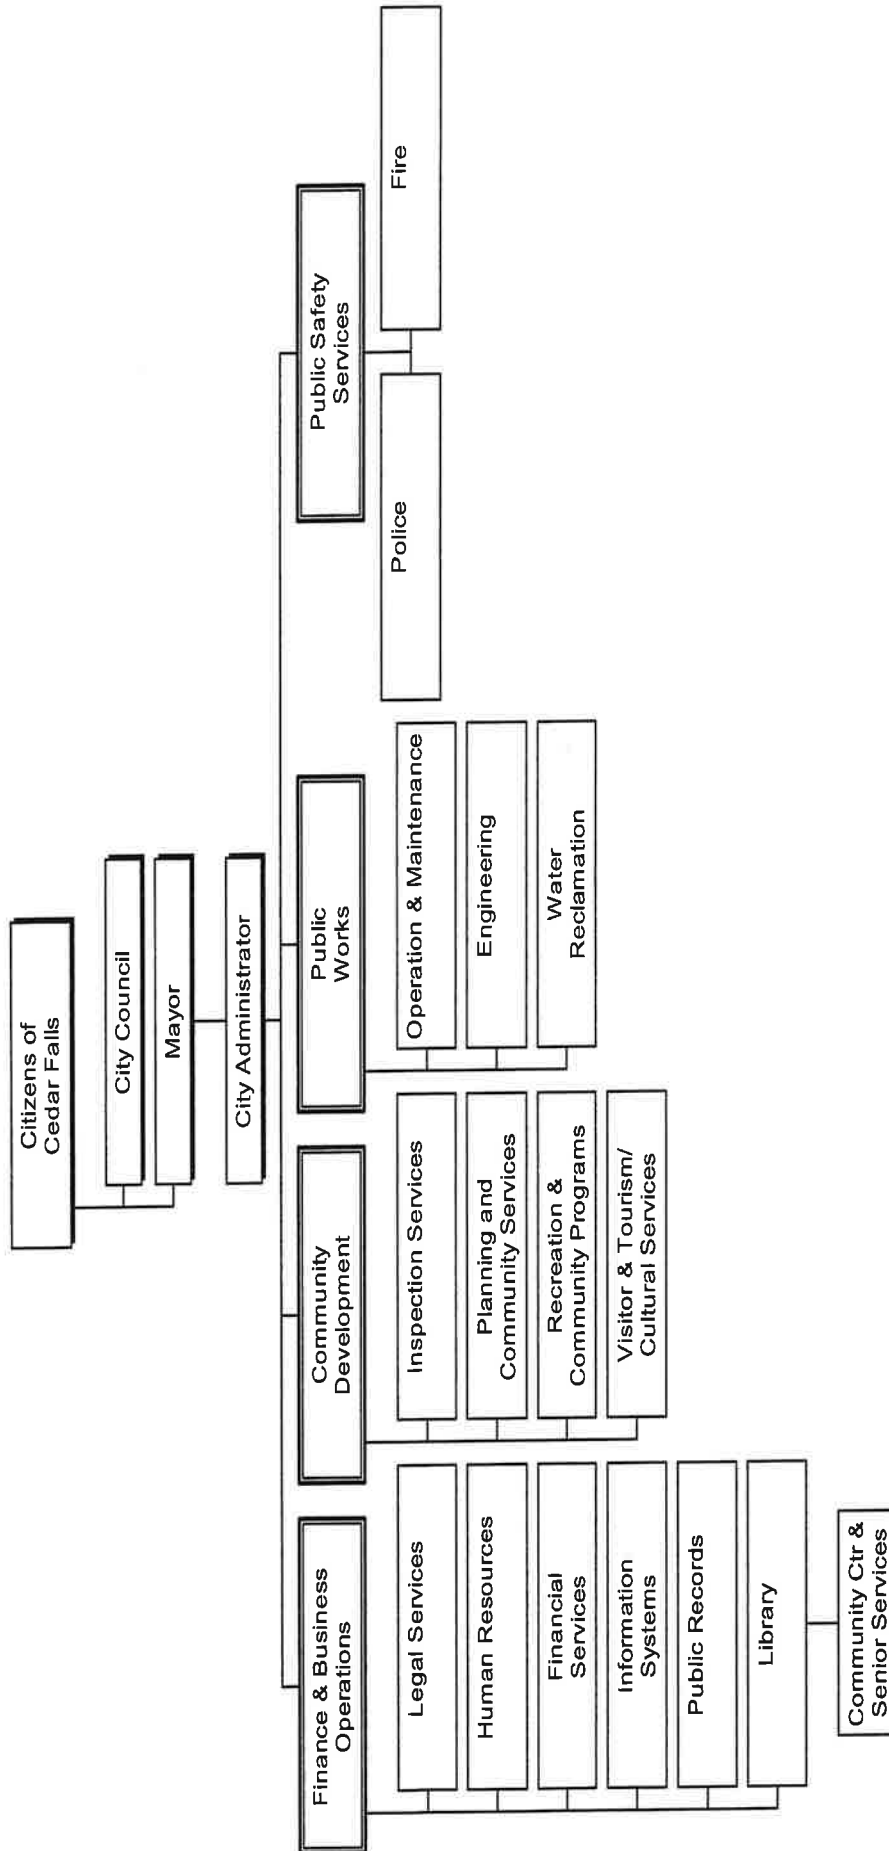 Citizens of
Cedar Falls
City Council
Mayor
City Administrator
Finance & Business
Operations
Community
Development
Public
Works
Public Safety
Services
Legal Services
Human Resources
Financial
Services
Information
Systems
Public Records
Library
Community Ctr &
Senior Services
Inspection Services
Planning and
Community Services
Recreation &
Community Programs
Visitor & Tourism/
Cultural Services
Operation & Maintenance
Engineering
Water
Reclamation
Police
Fire